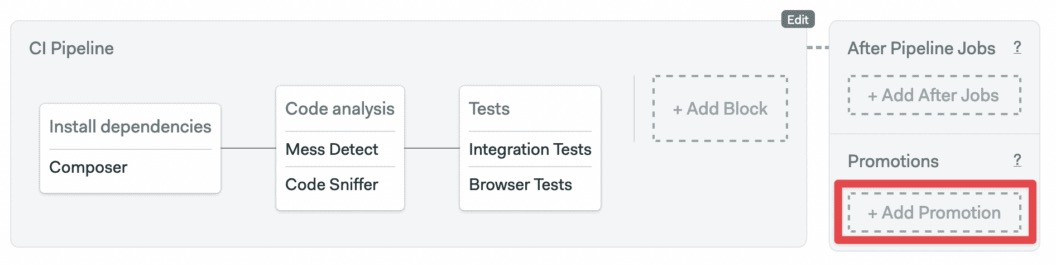 Edit
CI Pipeline
Install dependencies
Composer
Code analysis
Mess Detect
Code Sniffer
Tests
Integration Tests
Browser Tests
+ Add Block
After Pipeline Jobs ?
+ Add After Jobs
Promotions ?
+ Add Promotion